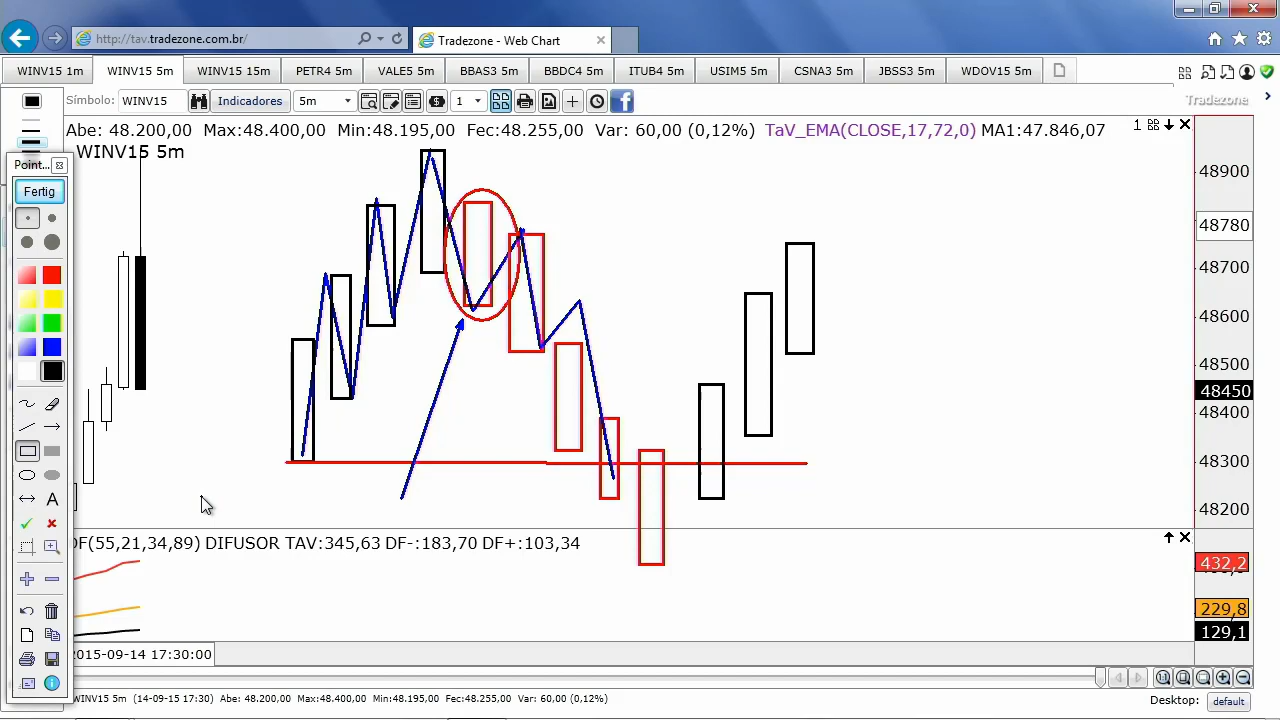 http://tav.tradezone.com.br/
Tradezone - Web Chart
WINV15 1m WINV15 5m WINV15 15m PETR4 5m VALE5 5m BBAS3 5m BBDC4 5m ITUB4 5m USIM5 5m CSNA3 5m JBSS3 5m WDOV15 5m
Símbolo: WINV15 Indicadores 5m 1 Tradezone
Abe: 48.200,00 Max:48.400,00 Min:48.195,00 Fec:48.255,00 Var: 60,00 (0,12%) TaV_EMA(CLOSE,17,72,0) MA1:47.846,07 1
WINV15 5m
Point...
Fertig
A
48900
48780
48700
48600
48500
48450
48400
48300
48200
DF(55,21,34,89) DIFUSOR TAV:345,63 DF-:183,70 DF+:103,34
432,2
229,8
129,1
2015-09-14 17:30:00
WINV15 5m (14-09-15 17:30) Abe: 48.200,00 Max:48.400,00 Min:48.195,00 Fec:48.255,00 Var: 60,00 (0,12%)
Desktop: default